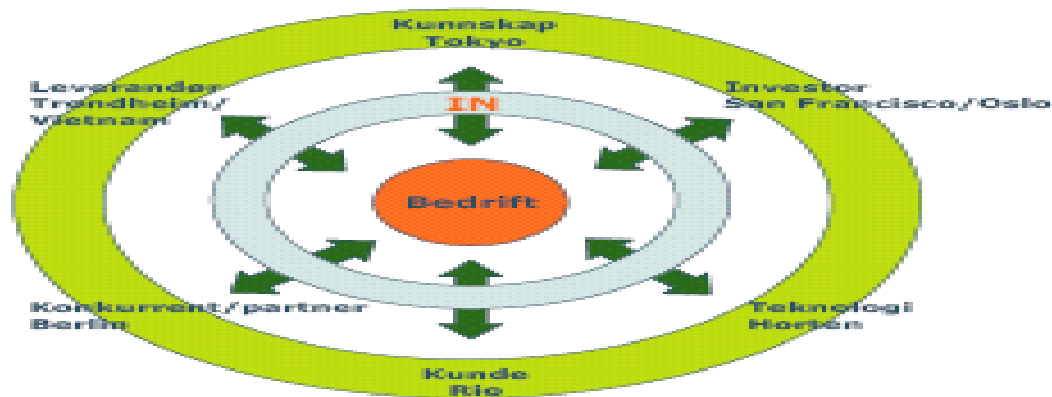 Kunnskap
Tokyo
Leverandør
Trondheim/
Vietnam
IN
Investor
San Francisco/Oslo
Bedrift
Konkurrent/partner
Berlin
Teknologi
Horten
Kunde
Rio